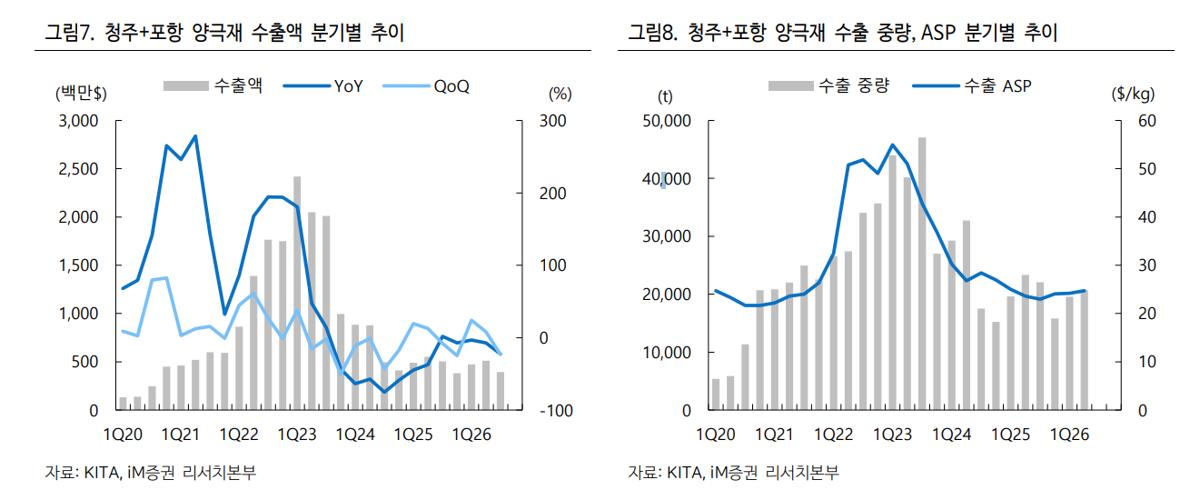 그림7. 청주+포항 양극재 수출액 분기별 추이
(백만$) 수출액 YoY QoQ (%)
3,000 300
2,500
2,000 200
1,500 100
1,000 0
500
0 -100
1Q20 1Q21 1Q22 1Q23 1Q24 1Q25 1Q26
자료: KITA, iM증권 리서치본부
그림8. 청주+포항 양극재 수출 중량, ASP 분기별 추이
(t) 수출 중량 수출 ASP ($/kg)
50,000 60
40,000 50
30,000 40
20,000 30
10,000 20
0 10
0
1Q20 1Q21 1Q22 1Q23 1Q24 1Q25 1Q26
자료: KITA, iM증권 리서치본부